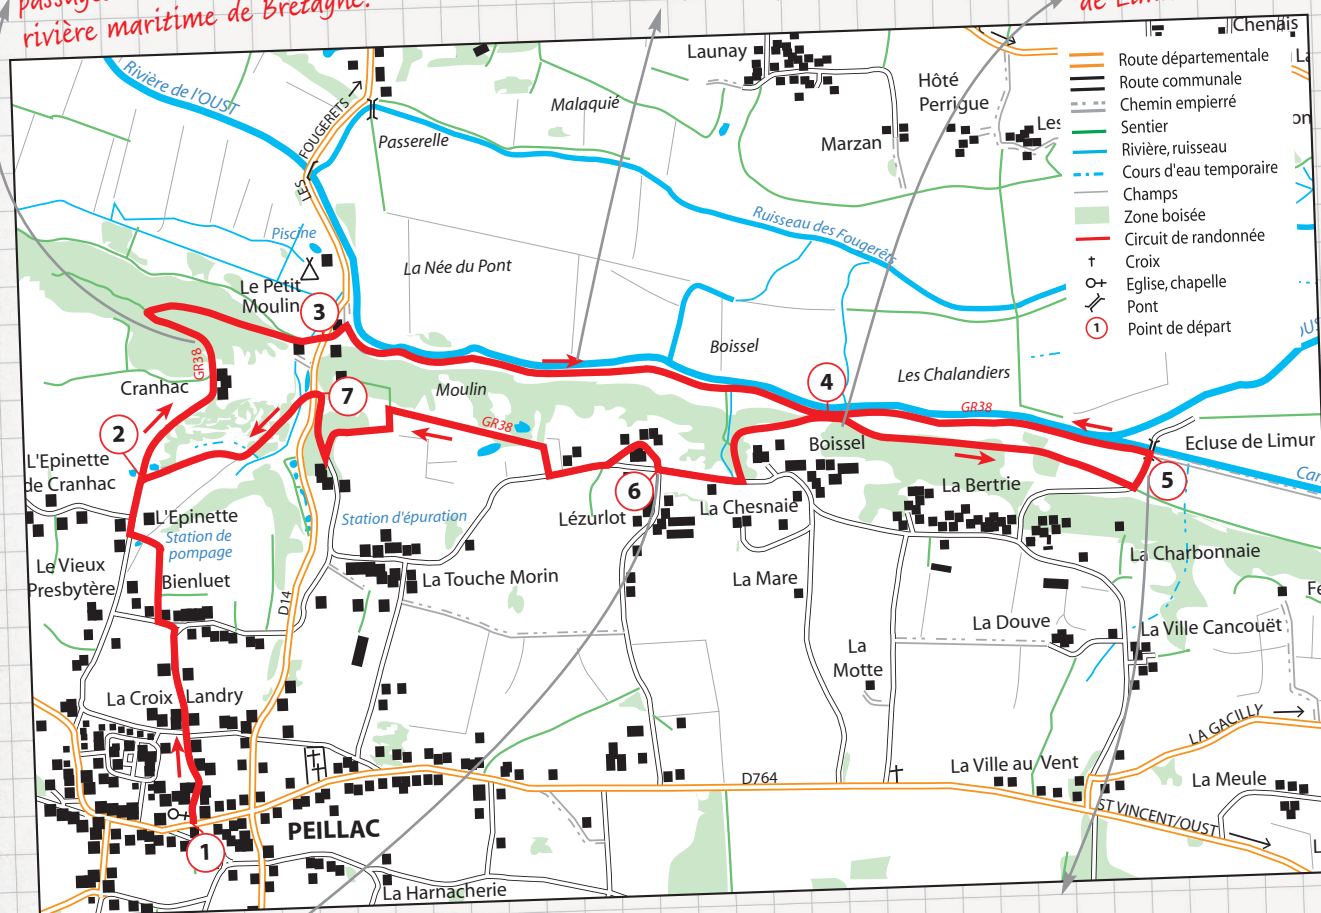 rivière maritime de Bretagne.
Chenais
Launay
Hôté
Perrigue
Les
Marzan
Malaquié
Rivière de l'OUST
LES FOUGERETS
Passerelle
Ruisseau des Fougerêts
Piscine
La Née du Pont
Le Petit
Moulin
3
GR38
Cranhac
Boissel
Moulin
7
4
Les Chalandiers
GR38
GR38
2
L'Epinette
de Cranhac
Boissel
Ecluse de Limur
5
La Bertrie
6
Lézurlot
La Chesnaie
L'Epinette
Station de
pompage
Station d'épuration
La Charbonnaie
Le Vieux
Presbytère
Bienluet
La Touche Morin
La Mare
D14
La Douve
La Ville Cancouët
La
Motte
La Croix Landry
LA GACILLY
La Ville au Vent
La Meule
D764
ST VINCENT/OUST
PEILLAC
1
La Harnacherie
Route départementale
Route communale
Chemin empierré
Sentier
Rivière, ruisseau
Cours d'eau temporaire
Champs
Zone boisée
Circuit de randonnée
Croix
Eglise, chapelle
Pont
1 Point de départ